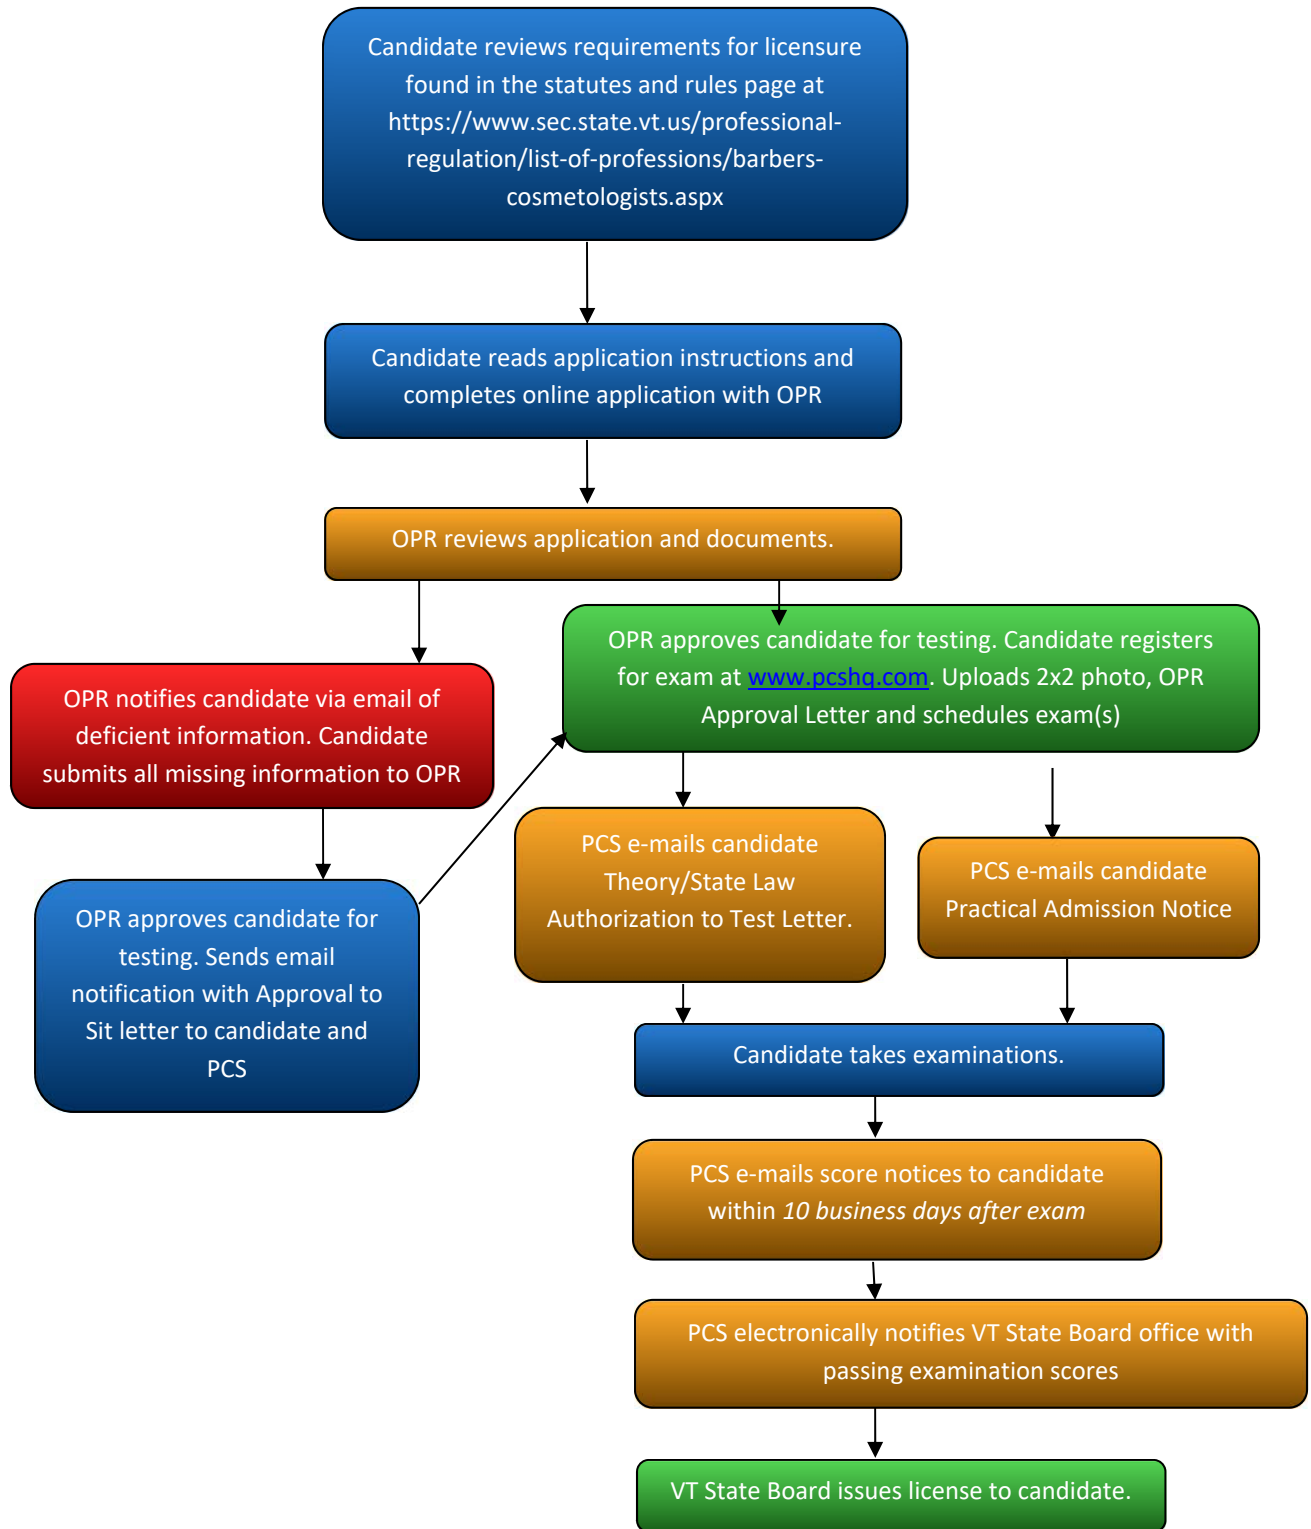 Candidate reviews requirements for licensure
found in the statutes and rules page at
https://www.sec.state.vt.us/professional-
regulation/list-of-professions/barbers-
cosmetologists.aspx
Candidate reads application instructions and
completes online application with OPR
OPR reviews application and documents.
OPR approves candidate for testing. Candidate registers
for exam at www.pcshq.com. Uploads 2x2 photo, OPR
Approval Letter and schedules exam(s)
OPR notifies candidate via email of
deficient information. Candidate
submits all missing information to OPR
OPR approves candidate for
testing. Sends email
notification with Approval to
Sit letter to candidate and
PCS
PCS e-mails candidate
Theory/State Law
Authorization to Test Letter.
PCS e-mails candidate
Practical Admission Notice
Candidate takes examinations.
PCS e-mails score notices to candidate
within 10 business days after exam
PCS electronically notifies VT State Board office with
passing examination scores
VT State Board issues license to candidate.